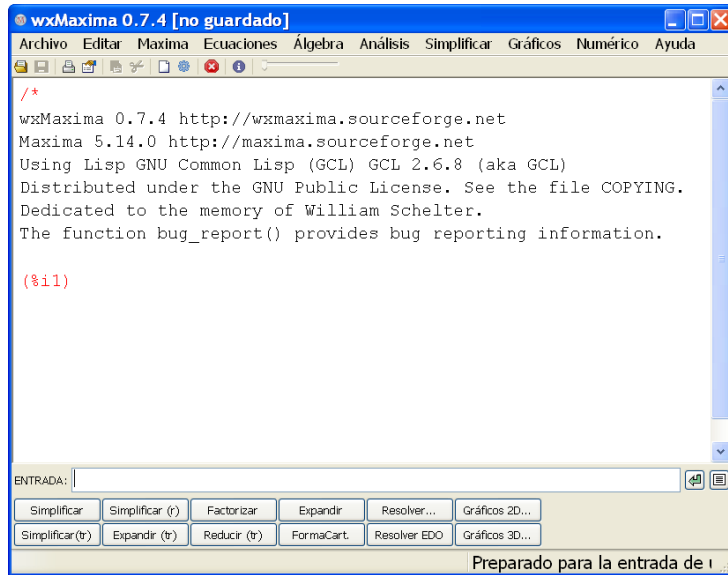 wxMaxima 0.7.4 [no guardado]
Archivo Editar Maxima Ecuaciones Álgebra Análisis Simplificar Gráficos Numérico Ayuda
/*
wxMaxima 0.7.4 http://wxmaxima.sourceforge.net
Maxima 5.14.0 http://maxima.sourceforge.net
Using Lisp GNU Common Lisp (GCL) GCL 2.6.8 (aka GCL)
Distributed under the GNU Public License. See the file COPYING.
Dedicated to the memory of William Schelter.
The function bug_report() provides bug reporting information.
(%i1)
ENTRADA:
Simplificar Simplificar (r) Factorizar Expandir Resolver... Gráficos 2D...
Simplificar(tr) Expandir (tr) Reducir (tr) FormaCart. Resolver EDO Gráficos 3D...
Preparado para la entrada de